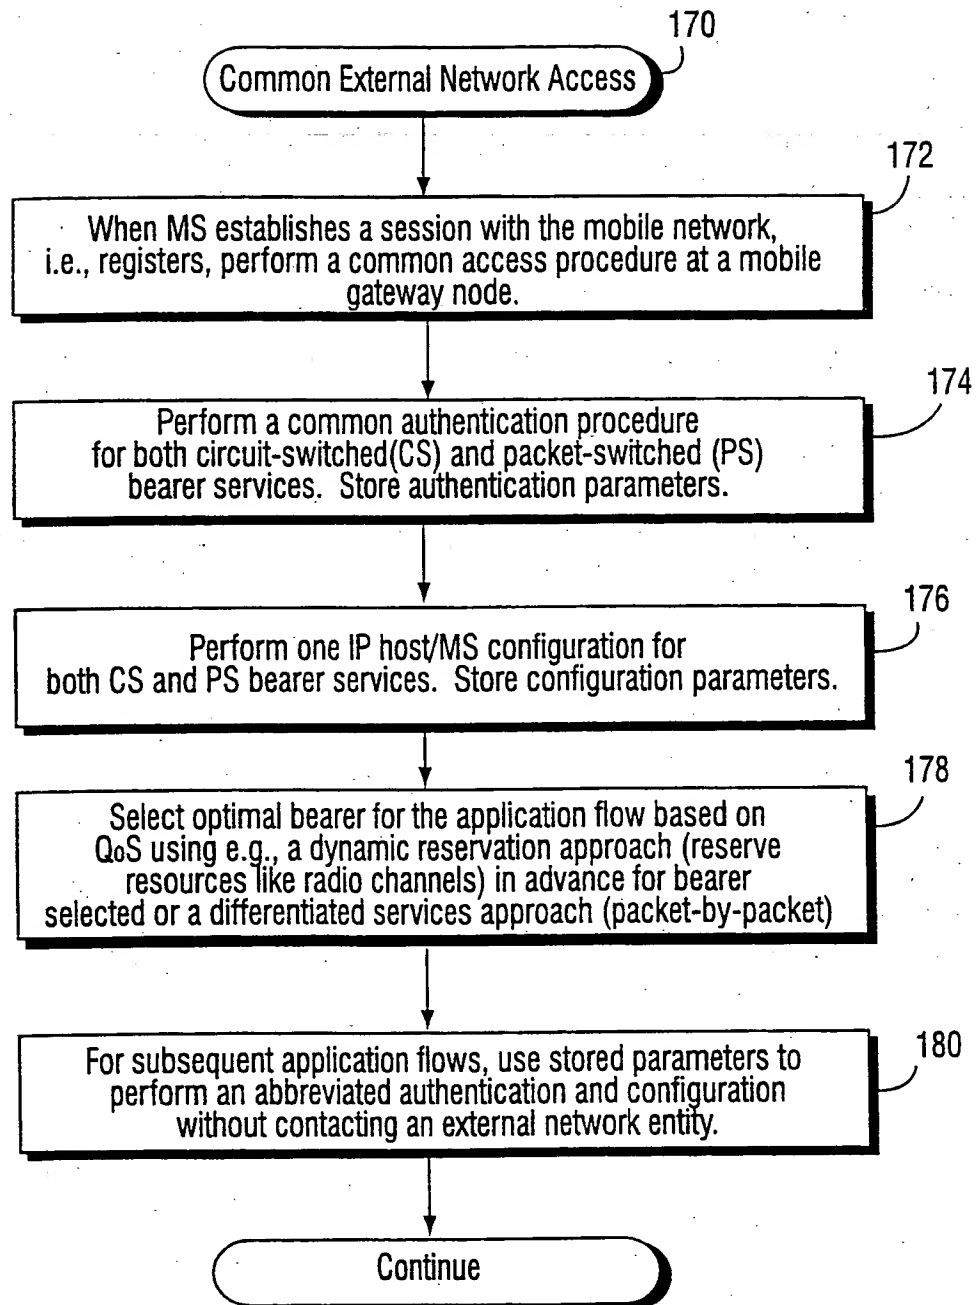 170
Common External Network Access
172
When MS establishes a session with the mobile network,
i.e., registers, perform a common access procedure at a mobile
gateway node.
174
Perform a common authentication procedure
for both circuit-switched(CS) and packet-switched (PS)
bearer services. Store authentication parameters.
176
Perform one IP host/MS configuration for
both CS and PS bearer services. Store configuration parameters.
178
Select optimal bearer for the application flow based on
QoS using e.g., a dynamic reservation approach (reserve
resources like radio channels) in advance for bearer
selected or a differentiated services approach (packet-by-packet)
180
For subsequent application flows, use stored parameters to
perform an abbreviated authentication and configuration
without contacting an external network entity.
Continue